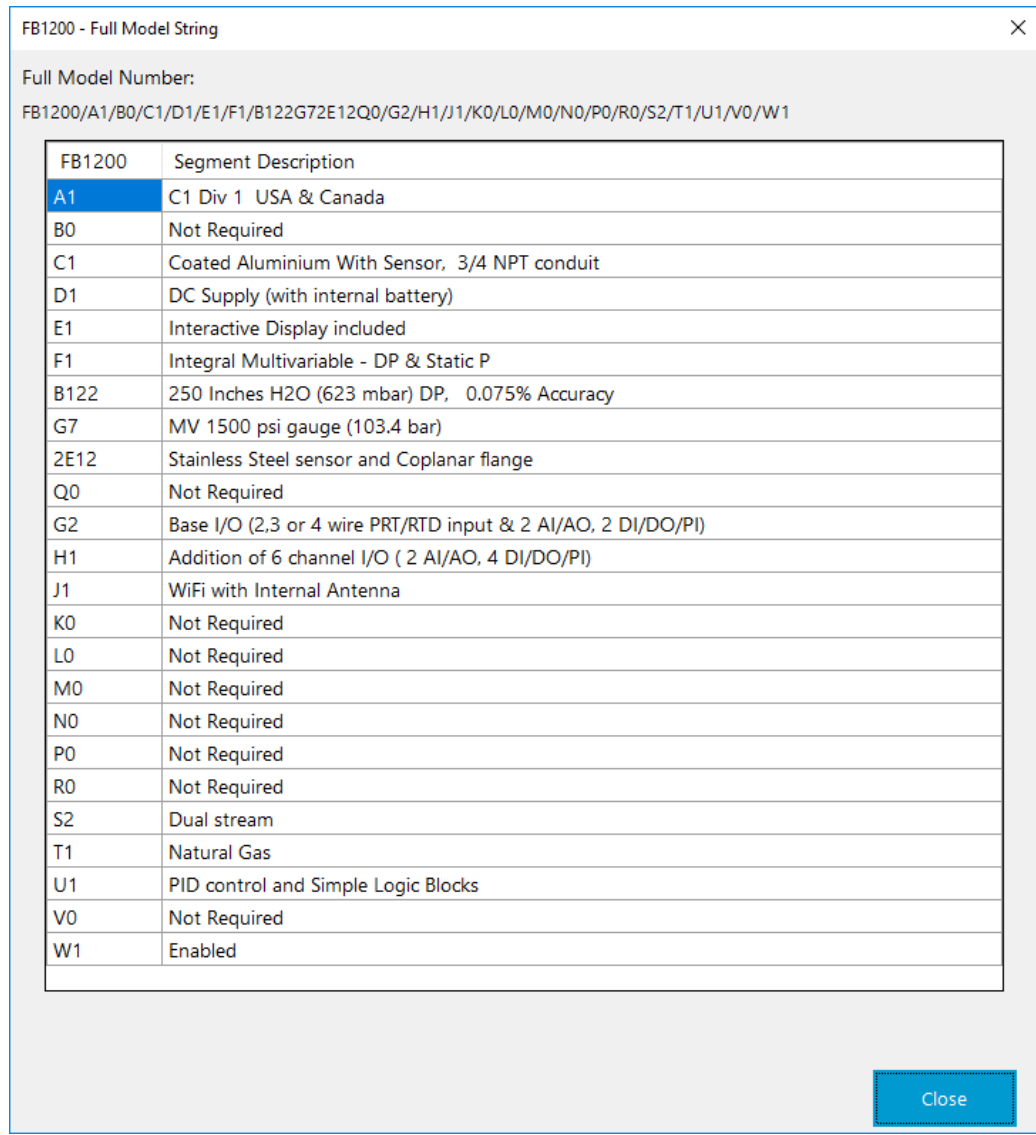 FB1200 - Full Model String
Full Model Number:
FB1200/A1/B0/C1/D1/E1/F1/B122G72E12Q0/G2/H1/J1/K0/L0/M0/N0/P0/R0/S2/T1/U1/V0/W1
FB1200 Segment Description
A1 C1 Div 1  USA & Canada
B0 Not Required
C1 Coated Aluminium With Sensor,  3/4 NPT conduit
D1 DC Supply (with internal battery)
E1 Interactive Display included
F1 Integral Multivariable - DP & Static P
B122 250 Inches H2O (623 mbar) DP,   0.075% Accuracy
G7 MV 1500 psi gauge (103.4 bar)
2E12 Stainless Steel sensor and Coplanar flange
Q0 Not Required
G2 Base I/O (2,3 or 4 wire PRT/RTD input & 2 AI/AO, 2 DI/DO/PI)
H1 Addition of 6 channel I/O ( 2 AI/AO, 4 DI/DO/PI)
J1 WiFi with Internal Antenna
K0 Not Required
L0 Not Required
M0 Not Required
N0 Not Required
P0 Not Required
R0 Not Required
S2 Dual stream
T1 Natural Gas
U1 PID control and Simple Logic Blocks
V0 Not Required
W1 Enabled
Close